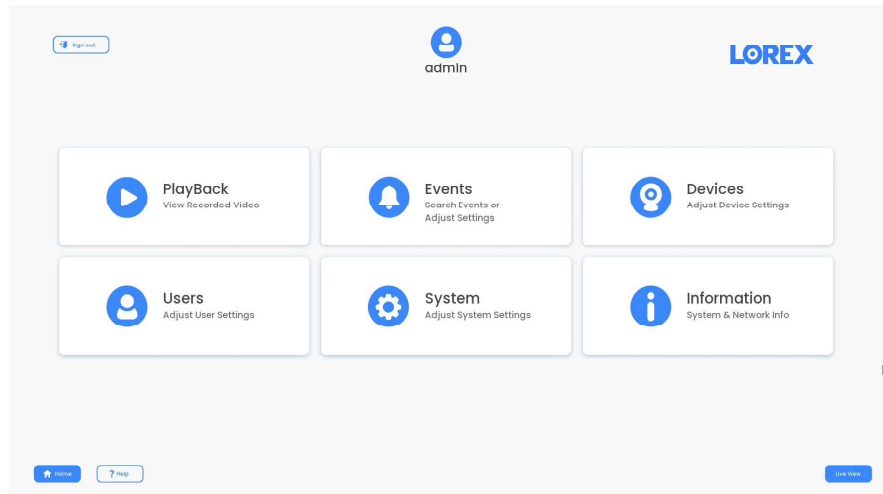 Sign out
admin
LOREX
PlayBack
View Recorded Video
Events
Search Events or
Adjust Settings
Devices
Adjust Device Settings
Users
Adjust User Settings
System
Adjust System Settings
Information
System & Network Info
Home
? Help
Live View